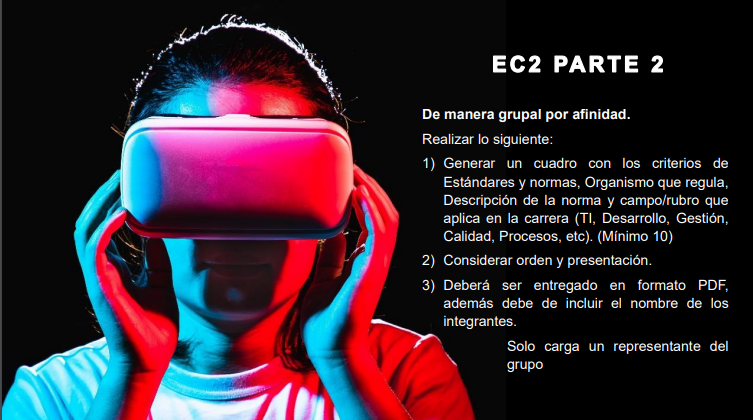 EC2 PARTE 2
De manera grupal por afinidad.
Realizar lo siguiente:
1) Generar un cuadro con los criterios de
Estándares y normas, Organismo que regula,
Descripción de la norma y campo/rubro que
aplica en la carrera (TI, Desarrollo, Gestión,
Calidad, Procesos, etc). (Mínimo 10)
2) Considerar orden y presentación.
3) Deberá ser entregado en formato PDF,
además debe de incluir el nombre de los
integrantes.
Solo carga un representante del
grupo